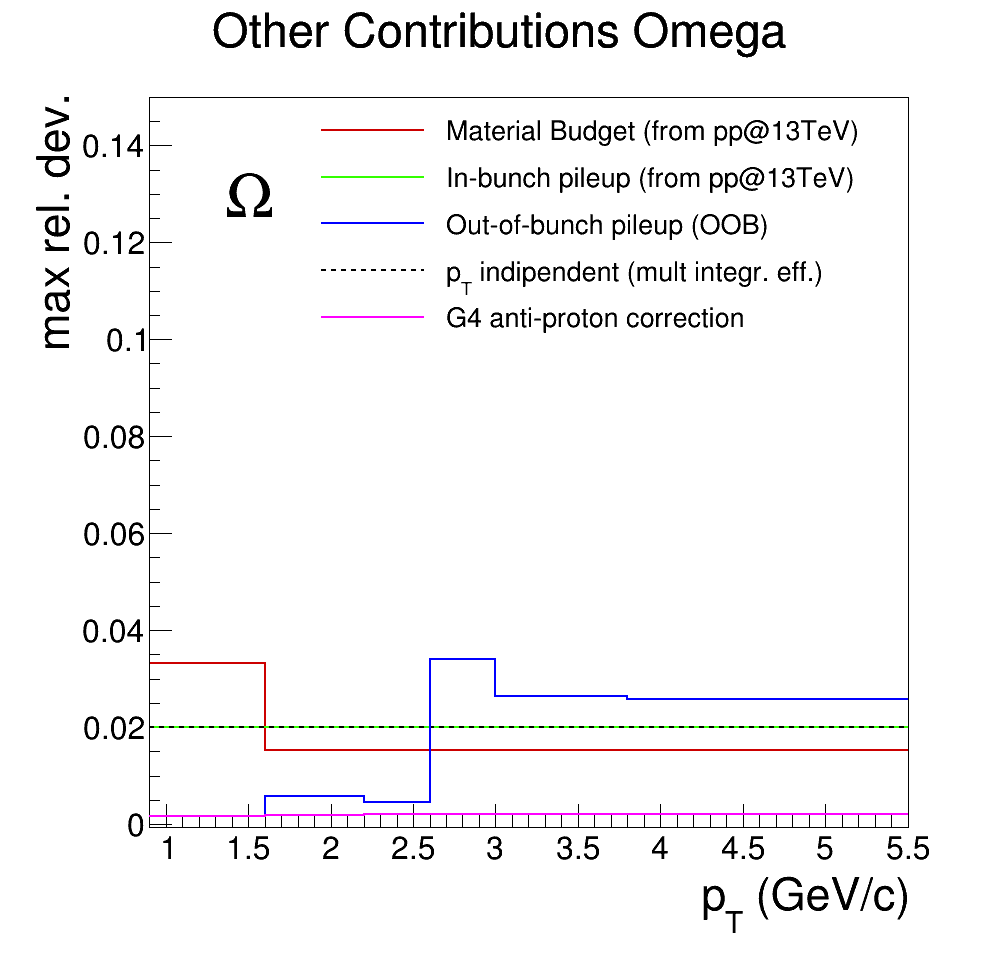 Other Contributions Omega
max rel. dev.
Ω
Material Budget (from pp@13TeV)
In-bunch pileup (from pp@13TeV)
Out-of-bunch pileup (OOB)
p_T indipendent (mult integr. eff.)
G4 anti-proton correction
0.14
0.12
0.1
0.08
0.06
0.04
0.02
0
1 1.5 2 2.5 3 3.5 4 4.5 5 5.5
p_T (GeV/c)